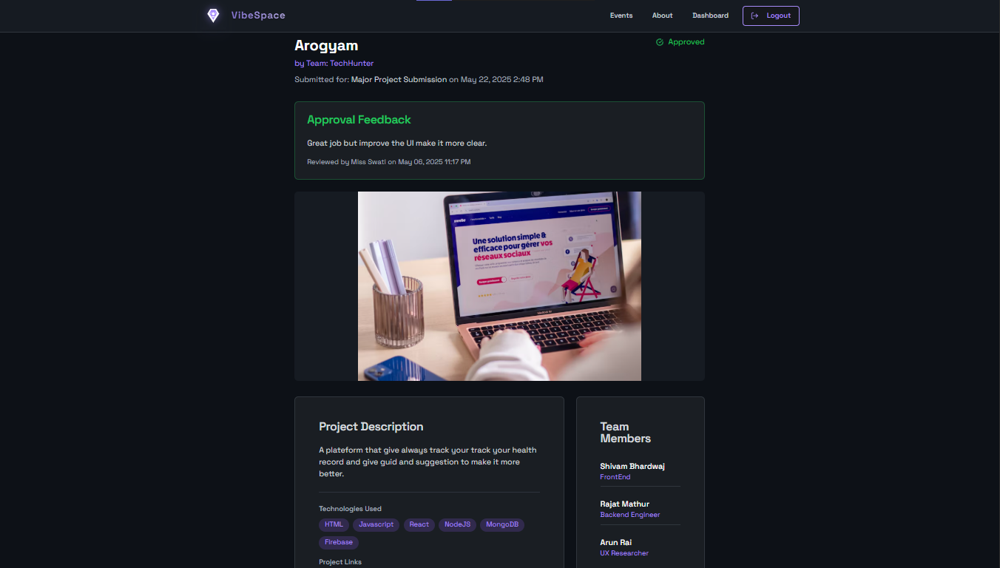 VibeSpace
Events
About
Dashboard
Logout
Arogyam
Approved
by Team: TechHunter
Submitted for: Major Project Submission on May 22, 2025 2:48 PM
Approval Feedback
Great job but improve the UI make it more clear.
Reviewed by Miss Swati on May 06, 2025 11:17 PM
Une solution simple &
efficace pour gérer vos
réseaux sociaux
MacBook Air
Project Description
A plateform that give always track your track your health
record and give guid and suggestion to make it more
better.
Technologies Used
HTML
Javascript
React
NodeJS
MongoDB
Firebase
Project Links
Team
Members
Shivam Bhardwaj
FrontEnd
Rajat Mathur
Backend Engineer
Arun Rai
UX Researcher